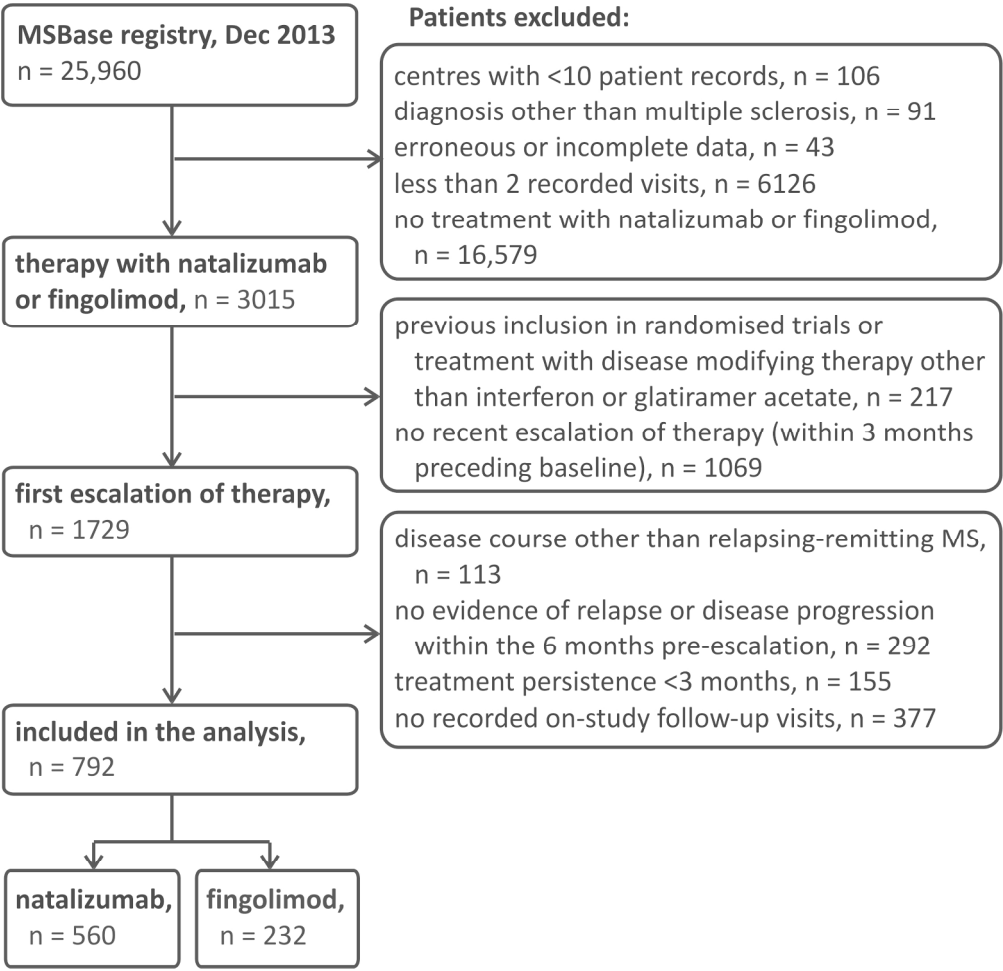 MSBase registry, Dec 2013
n = 25,960
Patients excluded:
centres with <10 patient records, n = 106
diagnosis other than multiple sclerosis, n = 91
erroneous or incomplete data, n = 43
less than 2 recorded visits, n = 6126
no treatment with natalizumab or fingolimod,
n = 16,579
therapy with natalizumab
or fingolimod, n = 3015
previous inclusion in randomised trials or
treatment with disease modifying therapy other
than interferon or glatiramer acetate, n = 217
no recent escalation of therapy (within 3 months
preceding baseline), n = 1069
first escalation of therapy,
n = 1729
disease course other than relapsing-remitting MS,
n = 113
no evidence of relapse or disease progression
within the 6 months pre-escalation, n = 292
treatment persistence <3 months, n = 155
no recorded on-study follow-up visits, n = 377
included in the analysis,
n = 792
natalizumab,
n = 560
fingolimod,
n = 232